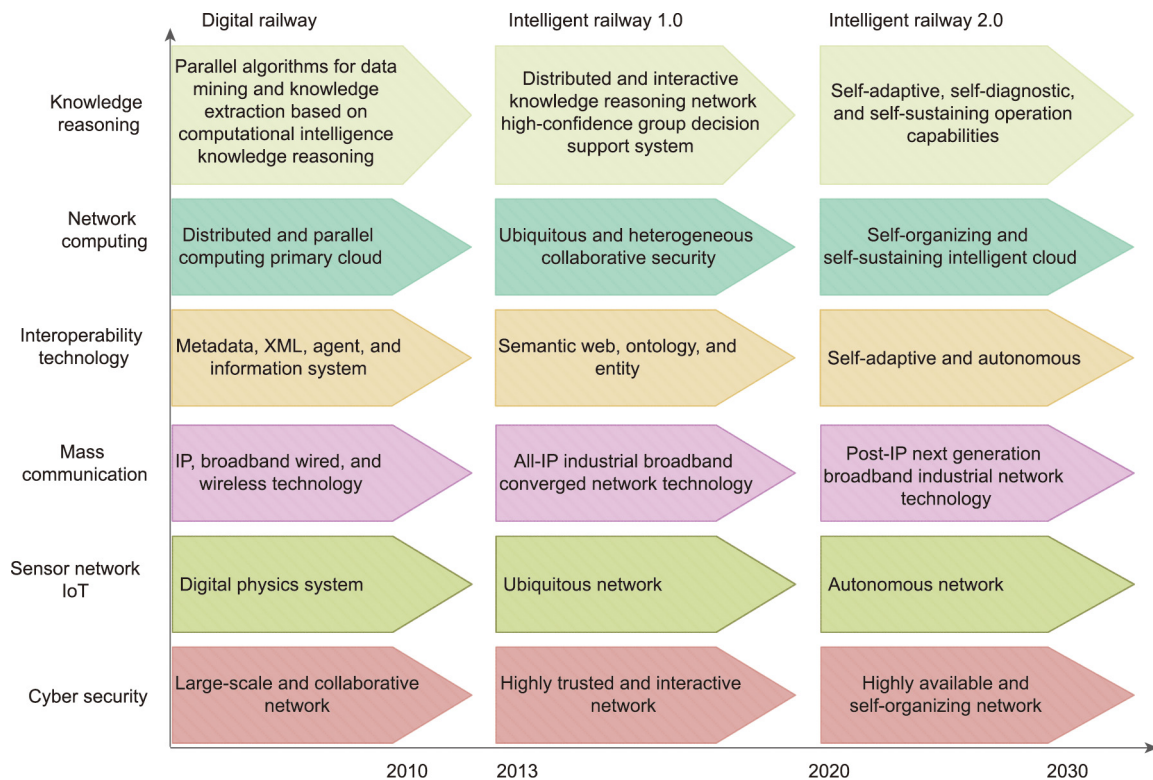 Digital railway
Intelligent railway 1.0
Intelligent railway 2.0
Knowledge
reasoning
Parallel algorithms for data
mining and knowledge
extraction based on
computational intelligence
knowledge reasoning
Distributed and interactive
knowledge reasoning network
high-confidence group decision
support system
Self-adaptive, self-diagnostic,
and self-sustaining operation
capabilities
Network
computing
Distributed and parallel
computing primary cloud
Ubiquitous and heterogeneous
collaborative security
Self-organizing and
self-sustaining intelligent cloud
Interoperability
technology
Metadata, XML, agent, and
information system
Semantic web, ontology, and
entity
Self-adaptive and autonomous
Mass
communication
IP, broadband wired, and
wireless technology
All-IP industrial broadband
converged network technology
Post-IP next generation
broadband industrial network
technology
Sensor network
IoT
Digital physics system
Ubiquitous network
Autonomous network
Cyber security
Large-scale and collaborative
network
Highly trusted and interactive
network
Highly available and
self-organizing network
2010
2013
2020
2030